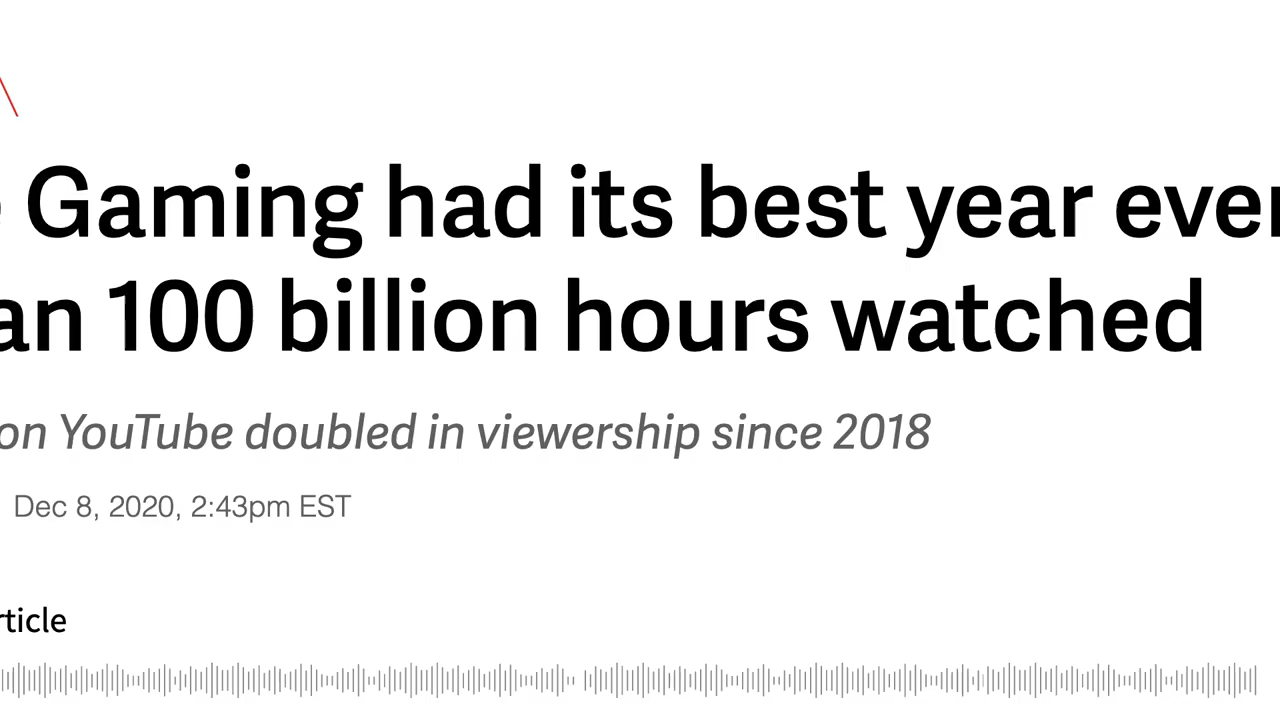 Gaming had its best year ever
an 100 billion hours watched
on YouTube doubled in viewership since 2018
Dec 8, 2020, 2:43pm EST
rticle